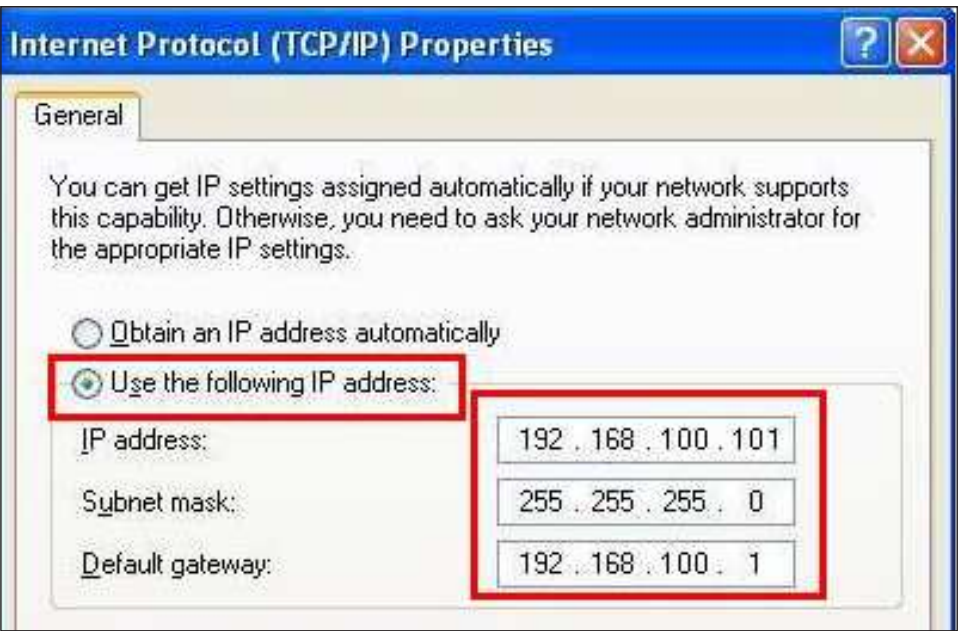 Internet Protocol (TCP/IP) Properties
General
You can get IP settings assigned automatically if your network supports
this capability. Otherwise, you need to ask your network administrator for
the appropriate IP settings.
Obtain an IP address automatically
Use the following IP address:
IP address: 192 . 168 . 100 . 101
Subnet mask: 255 . 255 . 255 . 0
Default gateway: 192 . 168 . 100 . 1